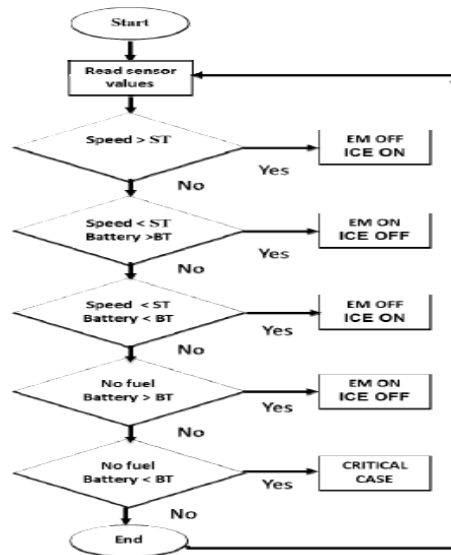 Start
Read sensor
values
Speed > ST
Yes
EM OFF
ICE ON
No
Speed < ST
Battery >BT
Yes
EM ON
ICE OFF
No
Speed < ST
Battery < BT
Yes
EM OFF
ICE ON
No
No fuel
Battery > BT
Yes
EM ON
ICE OFF
No
No fuel
Battery < BT
Yes
CRITICAL
CASE
No
End